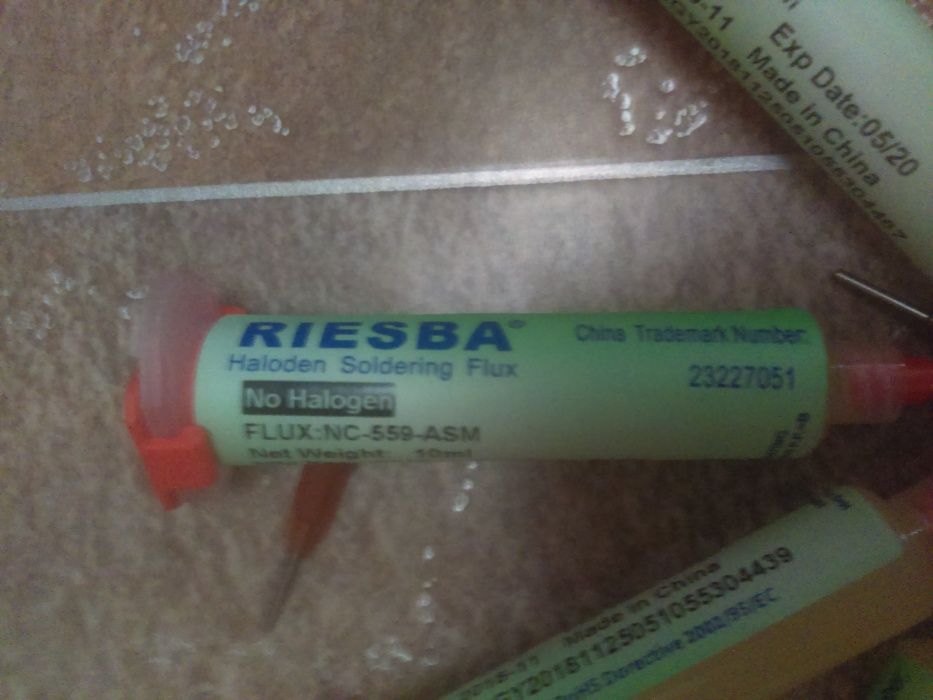 Exp Date:05/20
Made in China
RIESBA®
Haloden Soldering Flux
No Halogen
FLUX:NC-559-ASM
Net Weight: 10ml
China Trademark Number:
23227051
Made in China
GY20181125051055304439
RoHS Directive 2002/95/EC